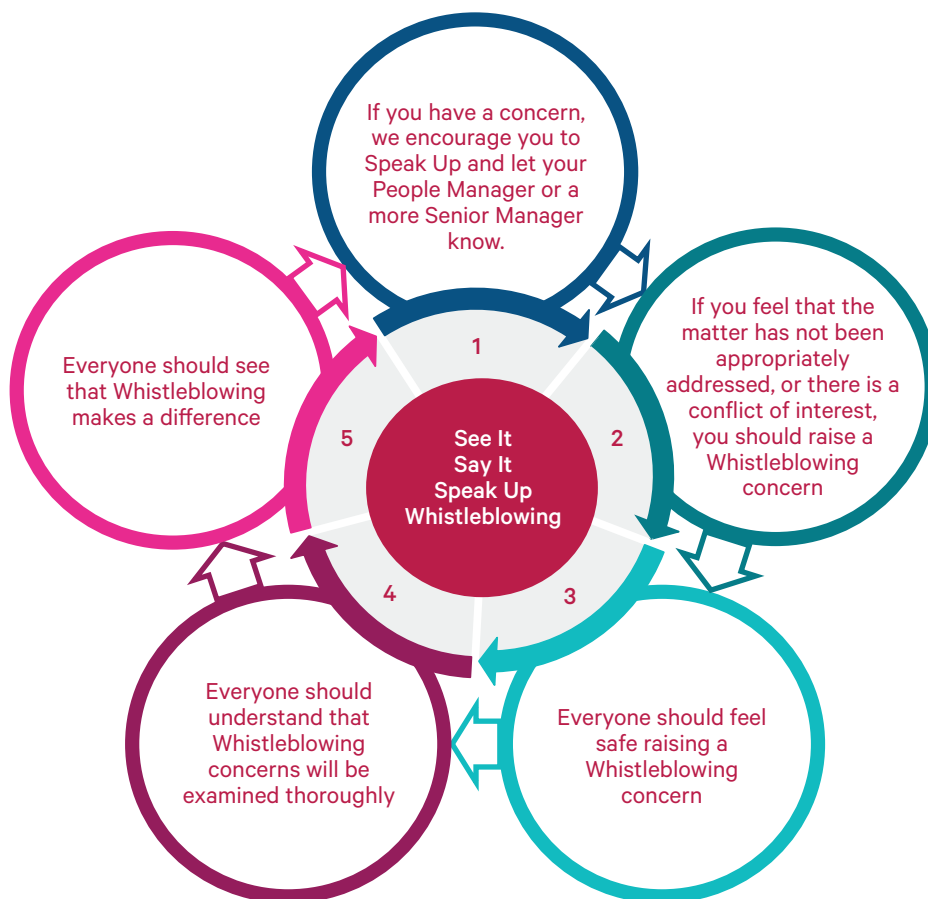 If you have a concern,
we encourage you to
Speak Up and let your
People Manager or a
more Senior Manager
know.
If you feel that the
matter has not been
appropriately
addressed, or there is a
conflict of interest,
you should raise a
Whistleblowing
concern
Everyone should feel
safe raising a
Whistleblowing
concern
Everyone should
understand that
Whistleblowing
concerns will be
examined thoroughly
Everyone should see
that Whistleblowing
makes a difference
1
2
3
4
5
See It
Say It
Speak Up
Whistleblowing